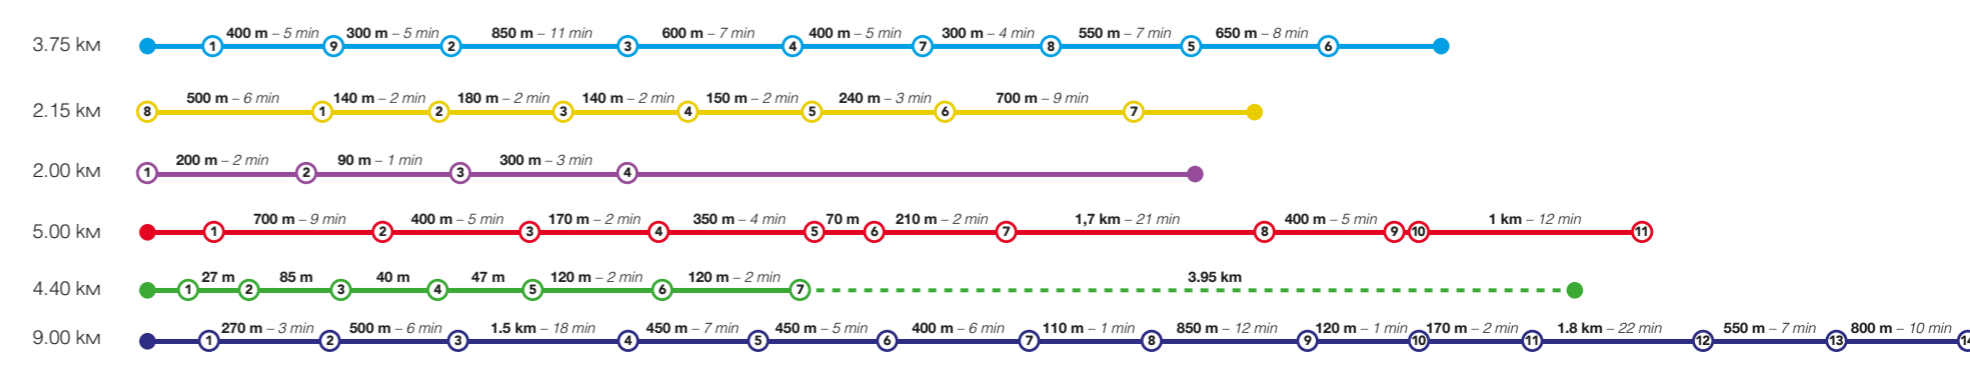 3.75 км 400 m – 5 min 300 m – 5 min 850 m – 11 min 600 m – 7 min 400 m – 5 min 300 m – 4 min 550 m – 7 min 650 m – 8 min
1 9 2 3 4 7 8 5 6
2.15 км 500 m – 6 min 140 m – 2 min 180 m – 2 min 140 m – 2 min 150 m – 2 min 240 m – 3 min 700 m – 9 min
8 1 2 3 4 5 6 7
2.00 км 200 m – 2 min 90 m – 1 min 300 m – 3 min
1 2 3 4
5.00 км 700 m – 9 min 400 m – 5 min 170 m – 2 min 350 m – 4 min 70 m 210 m – 2 min 1,7 km – 21 min 400 m – 5 min 1 km – 12 min
1 2 3 4 5 6 7 8 9 10 11
4.40 км 27 m 85 m 40 m 47 m 120 m – 2 min 120 m – 2 min 3.95 km
1 2 3 4 5 6 7
9.00 км 270 m – 3 min 500 m – 6 min 1.5 km – 18 min 450 m – 7 min 450 m – 5 min 400 m – 6 min 110 m – 1 min 850 m – 12 min 120 m – 1 min 170 m – 2 min 1.8 km – 22 min 550 m – 7 min 800 m – 10 min
1 2 3 4 5 6 7 8 9 10 11 12 13 14